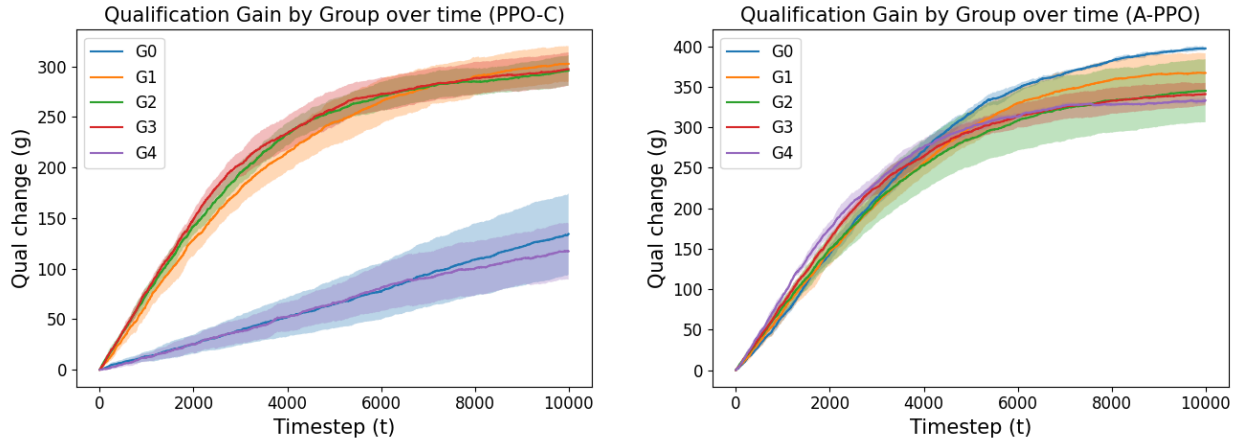 Qualification Gain by Group over time (PPO-C)
G0
G1
G2
G3
G4
Qual change (g)
300
250
200
150
100
50
0
0 2000 4000 6000 8000 10000
Timestep (t)
Qualification Gain by Group over time (A-PPO)
G0
G1
G2
G3
G4
Qual change (g)
400
350
300
250
200
150
100
50
0
0 2000 4000 6000 8000 10000
Timestep (t)